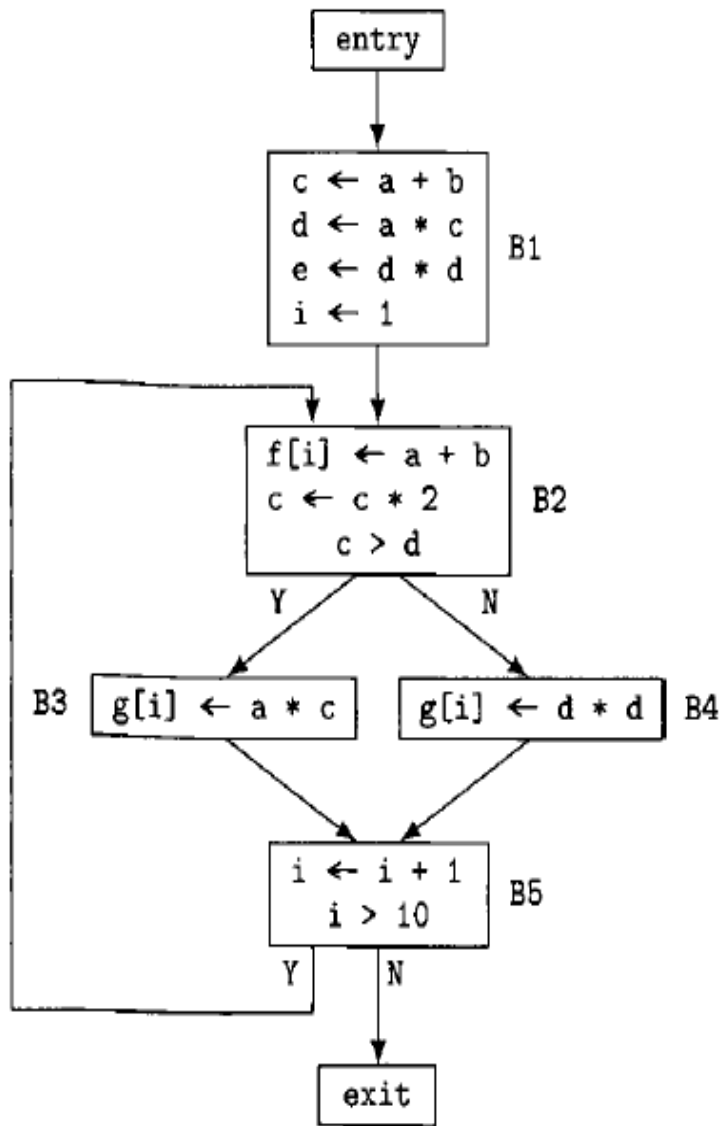 entry
c ← a + b
d ← a * c
e ← d * d
i ← 1
B1
f[i] ← a + b
c ← c * 2
c > d
B2
Y
N
B3
g[i] ← a * c
g[i] ← d * d
B4
i ← i + 1
i > 10
B5
Y
N
exit